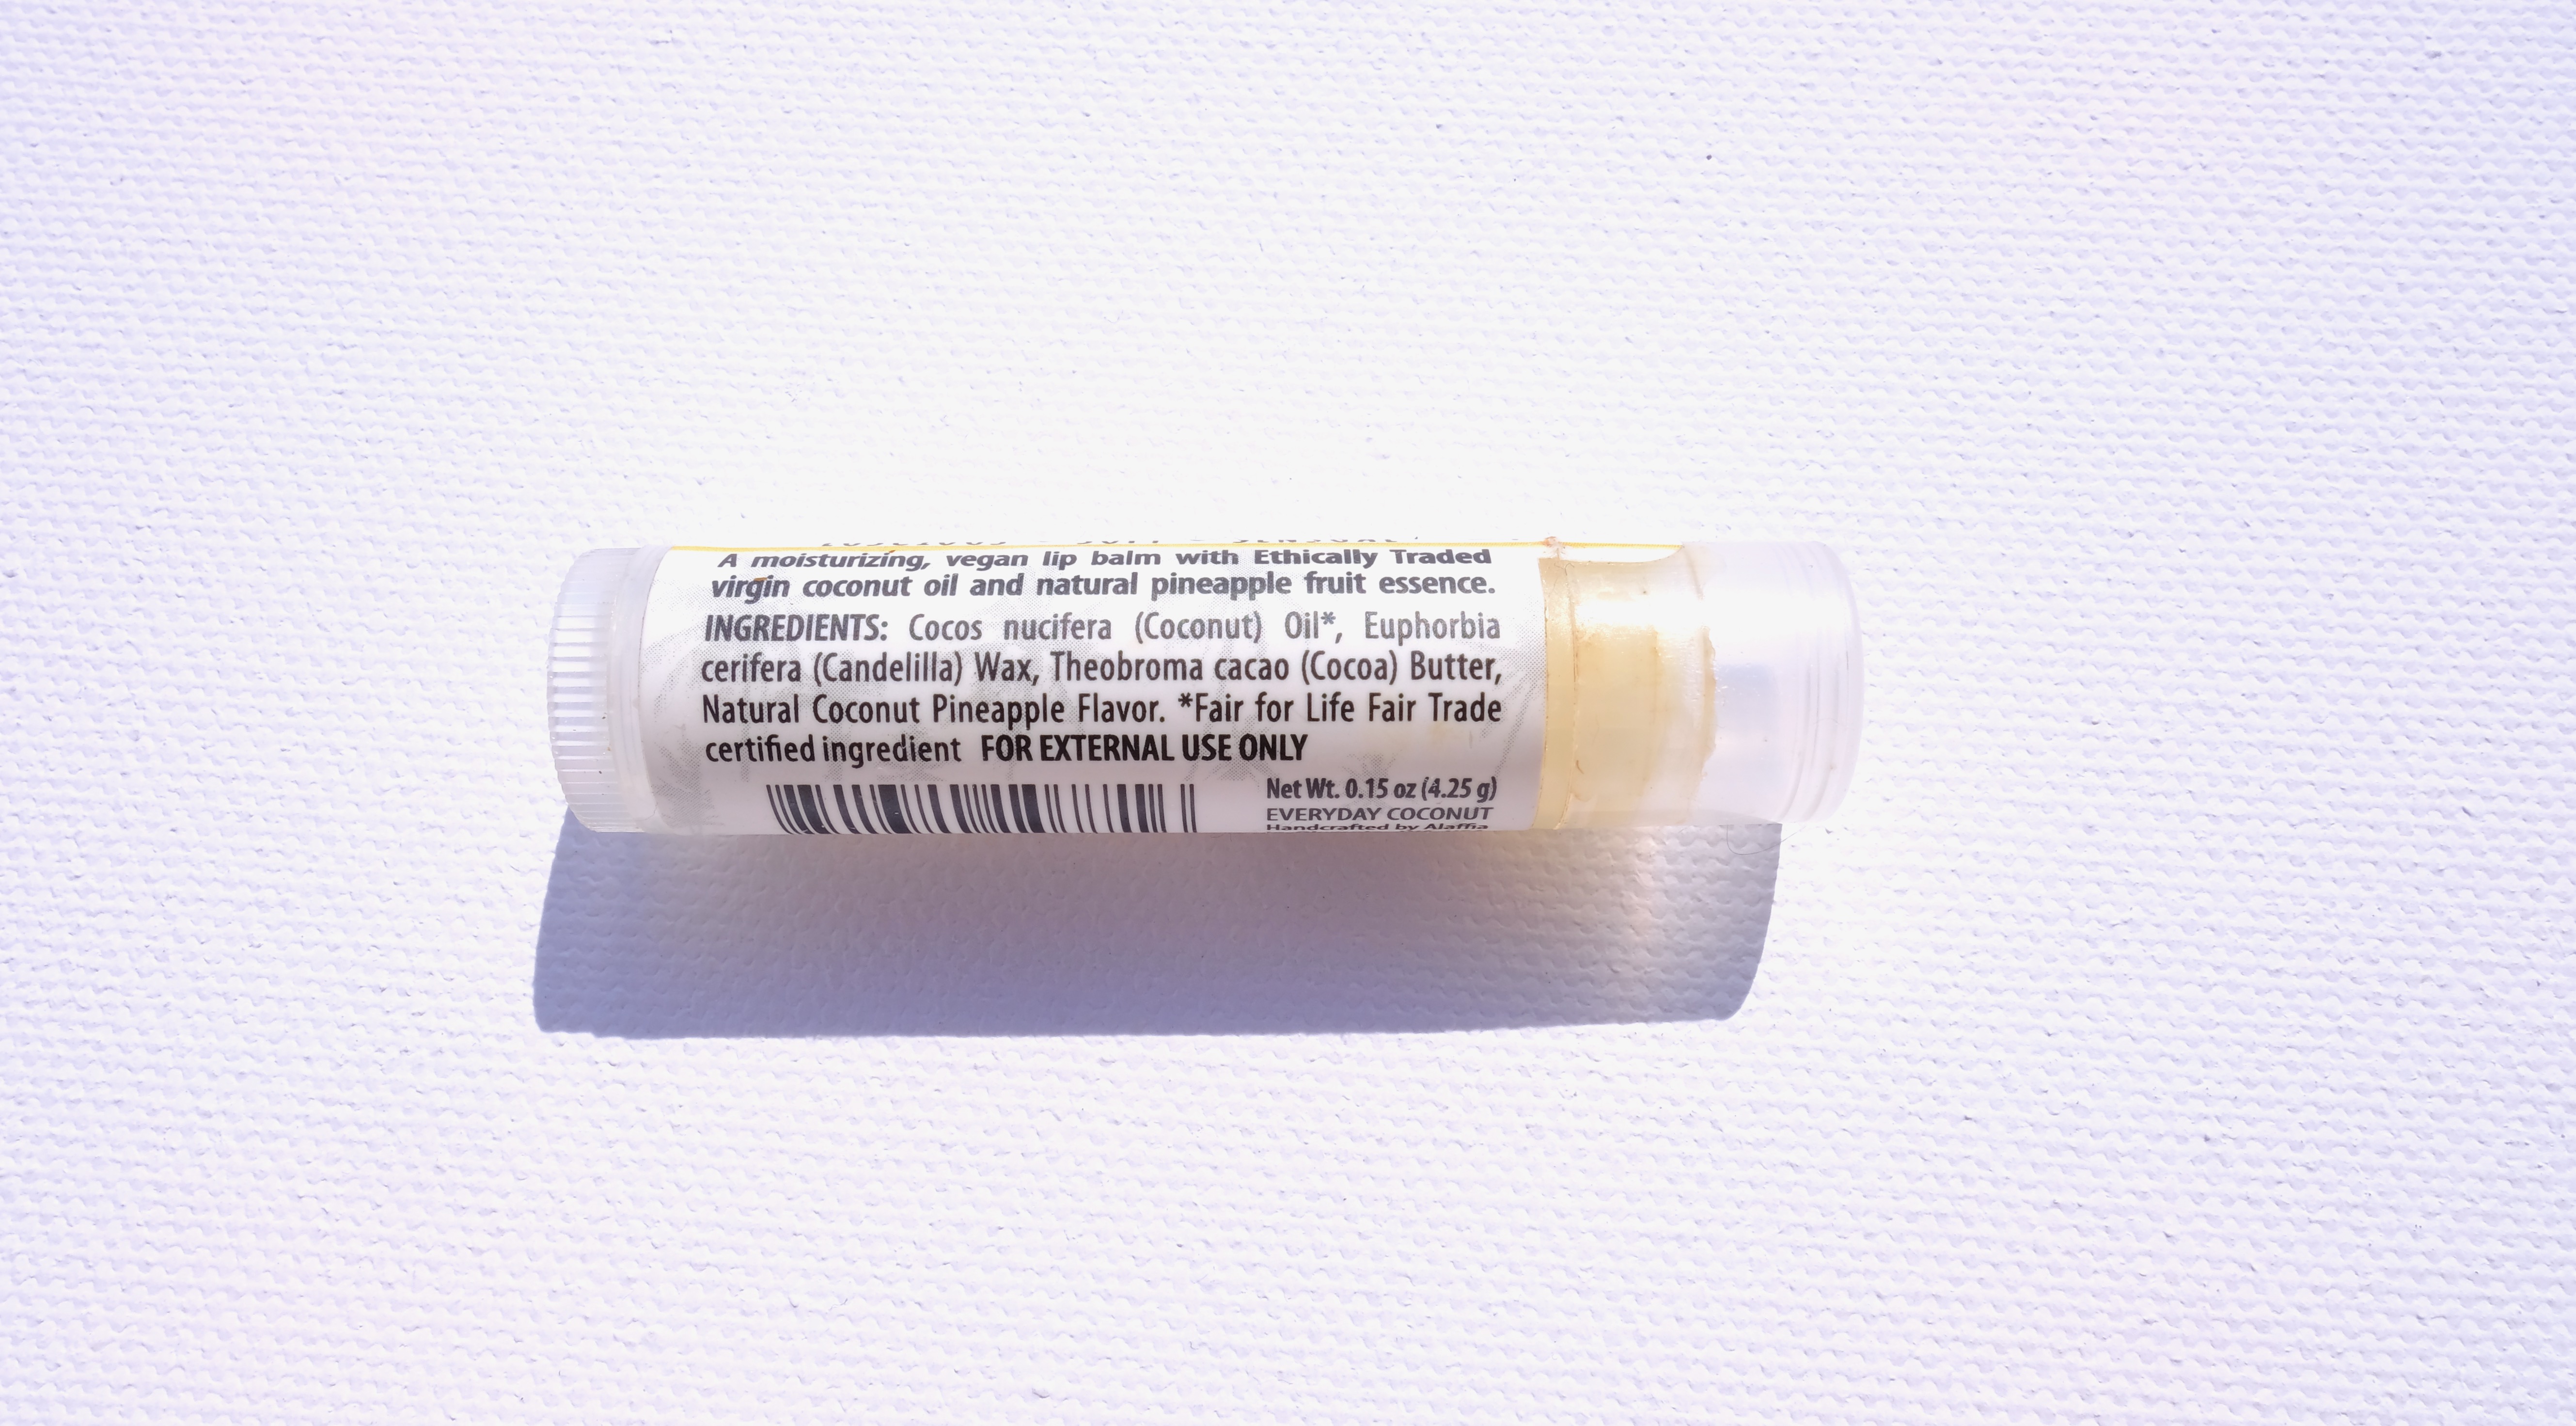 A moisturizing, vegan lip balm with Ethically Traded
virgin coconut oil and natural pineapple fruit essence.
INGREDIENTS: Cocos nucifera (Coconut) Oil*, Euphorbia
cerifera (Candelilla) Wax, Theobroma cacao (Cocoa) Butter,
Natural Coconut Pineapple Flavor. *Fair for Life Fair Trade
certified ingredient FOR EXTERNAL USE ONLY
Net Wt. 0.15 oz (4.25 g)
EVERYDAY COCONUT
Handcrafted by Alaffia